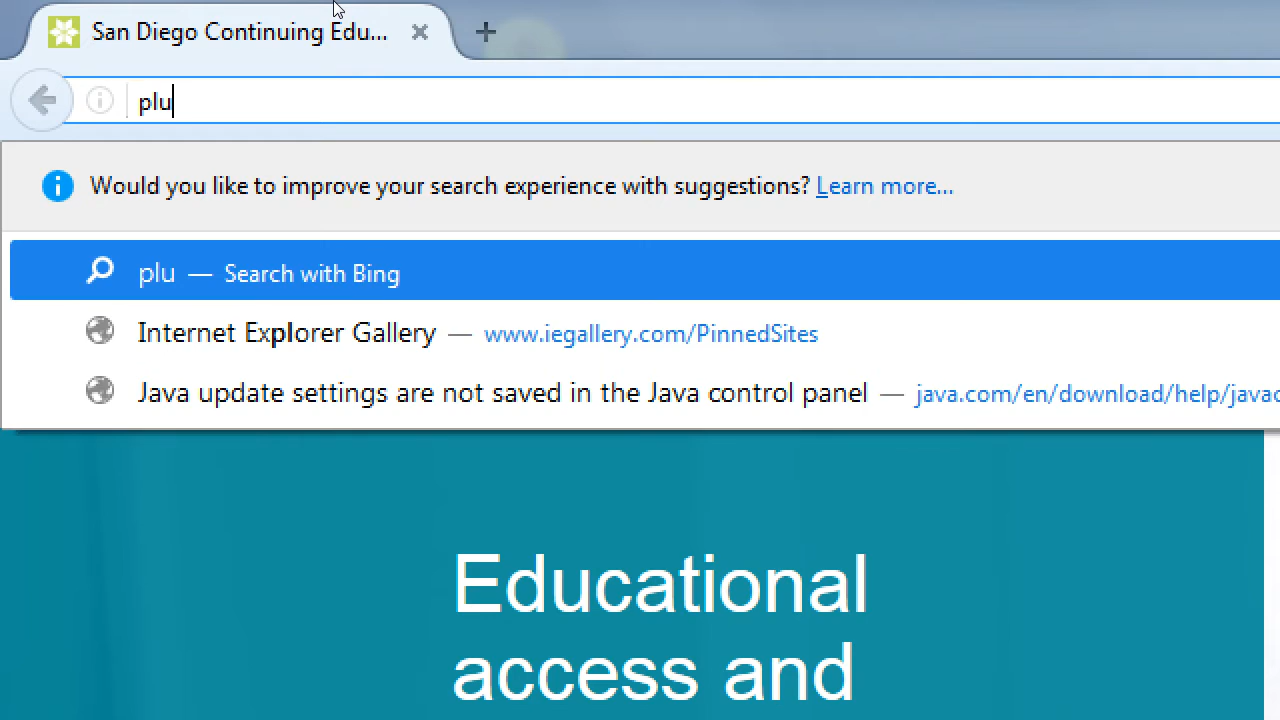 San Diego Continuing Edu...
plu
Would you like to improve your search experience with suggestions? Learn more...
plu — Search with Bing
Internet Explorer Gallery — www.iegallery.com/PinnedSites
Java update settings are not saved in the Java control panel — java.com/en/download/help/javac
Educational
access and